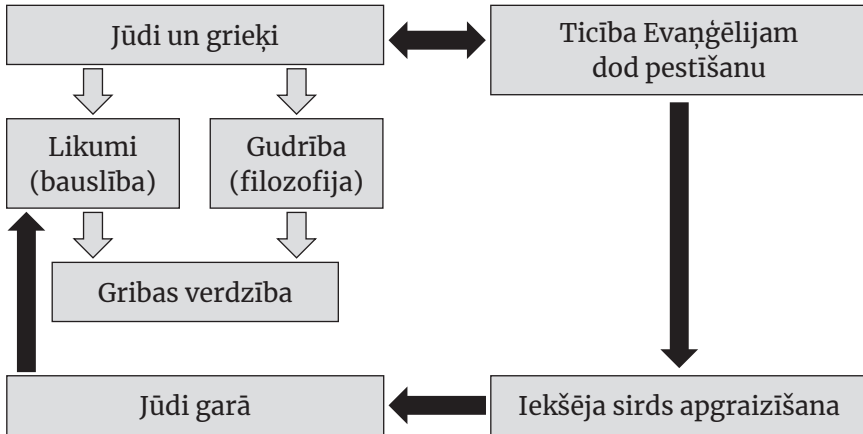 Jūdi un grieķi
Ticība Evaņģēlijam
dod pestīšanu
Likumi
(bauslība)
Gudrība
(filozofija)
Gribas verdzība
Jūdi garā
Iekšēja sirds apgraizīšana